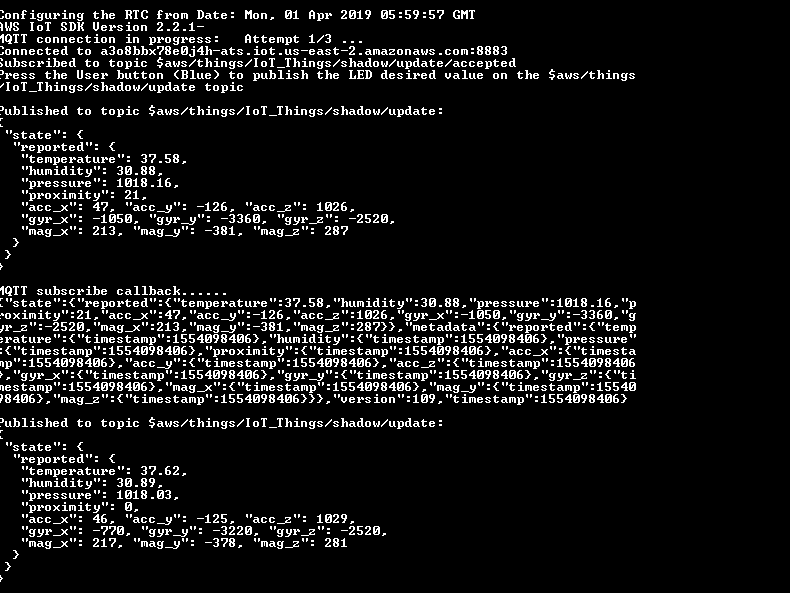 Configuring the RTC from Date: Mon, 01 Apr 2019 05:59:57 GMT
AWS IoT SDK Version 2.2.1-
MQTT connection in progress:   Attempt 1/3 ...
Connected to a3o8bbx78e0j4h-ats.iot.us-east-2.amazonaws.com:8883
Subscribed to topic $aws/things/IoT_Things/shadow/update/accepted
Press the User button (Blue) to publish the LED desired value on the $aws/things
/IoT_Things/shadow/update topic
Published to topic $aws/things/IoT_Things/shadow/update:
{
 "state": {
  "reported": {
   "temperature": 37.58,
   "humidity": 30.88,
   "pressure": 1018.16,
   "proximity": 21,
   "acc_x": 47, "acc_y": -126, "acc_z": 1026,
   "gyr_x": -1050, "gyr_y": -3360, "gyr_z": -2520,
   "mag_x": 213, "mag_y": -381, "mag_z": 287
  }
 }
}
MQTT subscribe callback......
{"state":{"reported":{"temperature":37.58,"humidity":30.88,"pressure":1018.16,"p
roximity":21,"acc_x":47,"acc_y":-126,"acc_z":1026,"gyr_x":-1050,"gyr_y":-3360,"g
yr_z":-2520,"mag_x":213,"mag_y":-381,"mag_z":287}},"metadata":{"reported":{"temp
erature":{"timestamp":1554098406},"humidity":{"timestamp":1554098406},"pressure"
:{"timestamp":1554098406},"proximity":{"timestamp":1554098406},"acc_x":{"timesta
mp":1554098406},"acc_y":{"timestamp":1554098406},"acc_z":{"timestamp":1554098406
},"gyr_x":{"timestamp":1554098406},"gyr_y":{"timestamp":1554098406},"gyr_z":{"ti
mestamp":1554098406},"mag_x":{"timestamp":1554098406},"mag_y":{"timestamp":15540
98406},"mag_z":{"timestamp":1554098406}}},"version":109,"timestamp":1554098406}
Published to topic $aws/things/IoT_Things/shadow/update:
{
 "state": {
  "reported": {
   "temperature": 37.62,
   "humidity": 30.89,
   "pressure": 1018.03,
   "proximity": 0,
   "acc_x": 46, "acc_y": -125, "acc_z": 1029,
   "gyr_x": -770, "gyr_y": -3220, "gyr_z": -2520,
   "mag_x": 217, "mag_y": -378, "mag_z": 281
  }
 }
}